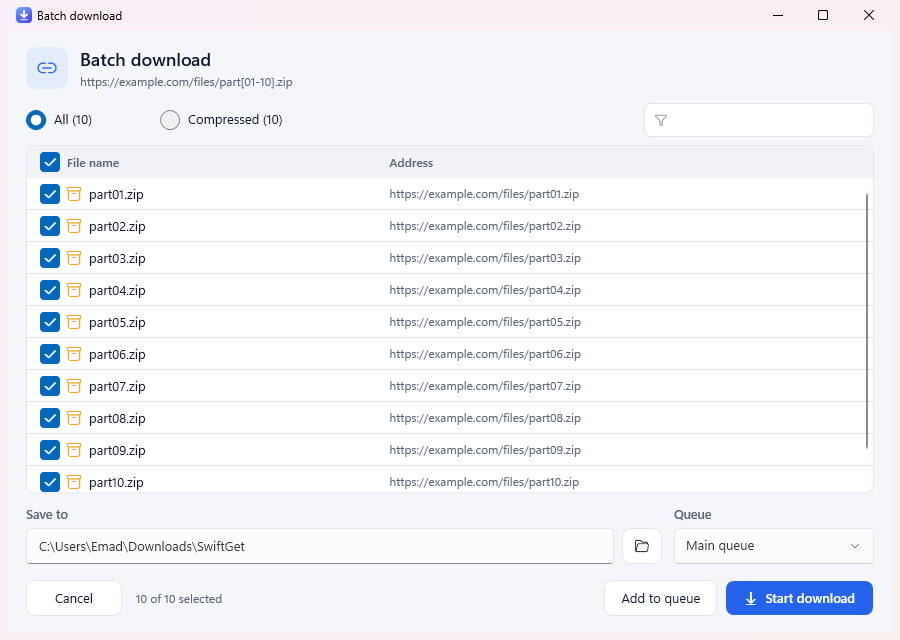 Batch download
Batch download
https://example.com/files/part[01-10].zip
All (10) Compressed (10)
File name Address
part01.zip https://example.com/files/part01.zip
part02.zip https://example.com/files/part02.zip
part03.zip https://example.com/files/part03.zip
part04.zip https://example.com/files/part04.zip
part05.zip https://example.com/files/part05.zip
part06.zip https://example.com/files/part06.zip
part07.zip https://example.com/files/part07.zip
part08.zip https://example.com/files/part08.zip
part09.zip https://example.com/files/part09.zip
part10.zip https://example.com/files/part10.zip
Save to Queue
C:\Users\Emad\Downloads\SwiftGet Main queue
Cancel 10 of 10 selected Add to queue Start download